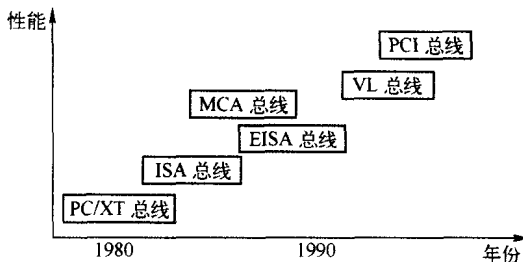 性能
PCI 总线
VL 总线
MCA 总线
EISA 总线
ISA 总线
PC/XT 总线
1980
1990
年份